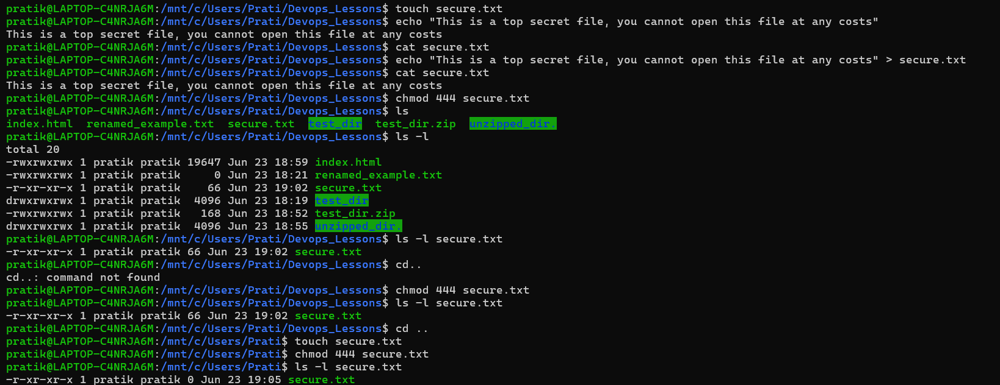 pratik@LAPTOP-C4NRJA6M:/mnt/c/Users/Prati/Devops_Lessons$ touch secure.txt
pratik@LAPTOP-C4NRJA6M:/mnt/c/Users/Prati/Devops_Lessons$ echo "This is a top secret file, you cannot open this file at any costs"
This is a top secret file, you cannot open this file at any costs
pratik@LAPTOP-C4NRJA6M:/mnt/c/Users/Prati/Devops_Lessons$ cat secure.txt
pratik@LAPTOP-C4NRJA6M:/mnt/c/Users/Prati/Devops_Lessons$ echo "This is a top secret file, you cannot open this file at any costs" > secure.txt
pratik@LAPTOP-C4NRJA6M:/mnt/c/Users/Prati/Devops_Lessons$ cat secure.txt
This is a top secret file, you cannot open this file at any costs
pratik@LAPTOP-C4NRJA6M:/mnt/c/Users/Prati/Devops_Lessons$ chmod 444 secure.txt
pratik@LAPTOP-C4NRJA6M:/mnt/c/Users/Prati/Devops_Lessons$ ls
index.html  renamed_example.txt  secure.txt  test_dir  test_dir.zip  unzipped_dir.
pratik@LAPTOP-C4NRJA6M:/mnt/c/Users/Prati/Devops_Lessons$ ls -l
total 20
-rwxrwxrwx 1 pratik pratik 19647 Jun 23 18:59 index.html
-rwxrwxrwx 1 pratik pratik     0 Jun 23 18:21 renamed_example.txt
-r-xr-xr-x 1 pratik pratik    66 Jun 23 19:02 secure.txt
drwxrwxrwx 1 pratik pratik  4096 Jun 23 18:19 test_dir
-rwxrwxrwx 1 pratik pratik   168 Jun 23 18:52 test_dir.zip
drwxrwxrwx 1 pratik pratik  4096 Jun 23 18:55 unzipped_dir.
pratik@LAPTOP-C4NRJA6M:/mnt/c/Users/Prati/Devops_Lessons$ ls -l secure.txt
-r-xr-xr-x 1 pratik pratik 66 Jun 23 19:02 secure.txt
pratik@LAPTOP-C4NRJA6M:/mnt/c/Users/Prati/Devops_Lessons$ cd..
cd..: command not found
pratik@LAPTOP-C4NRJA6M:/mnt/c/Users/Prati/Devops_Lessons$ chmod 444 secure.txt
pratik@LAPTOP-C4NRJA6M:/mnt/c/Users/Prati/Devops_Lessons$ ls -l secure.txt
-r-xr-xr-x 1 pratik pratik 66 Jun 23 19:02 secure.txt
pratik@LAPTOP-C4NRJA6M:/mnt/c/Users/Prati/Devops_Lessons$ cd ..
pratik@LAPTOP-C4NRJA6M:/mnt/c/Users/Prati$ touch secure.txt
pratik@LAPTOP-C4NRJA6M:/mnt/c/Users/Prati$ chmod 444 secure.txt
pratik@LAPTOP-C4NRJA6M:/mnt/c/Users/Prati$ ls -l secure.txt
-r-xr-xr-x 1 pratik pratik 0 Jun 23 19:05 secure.txt